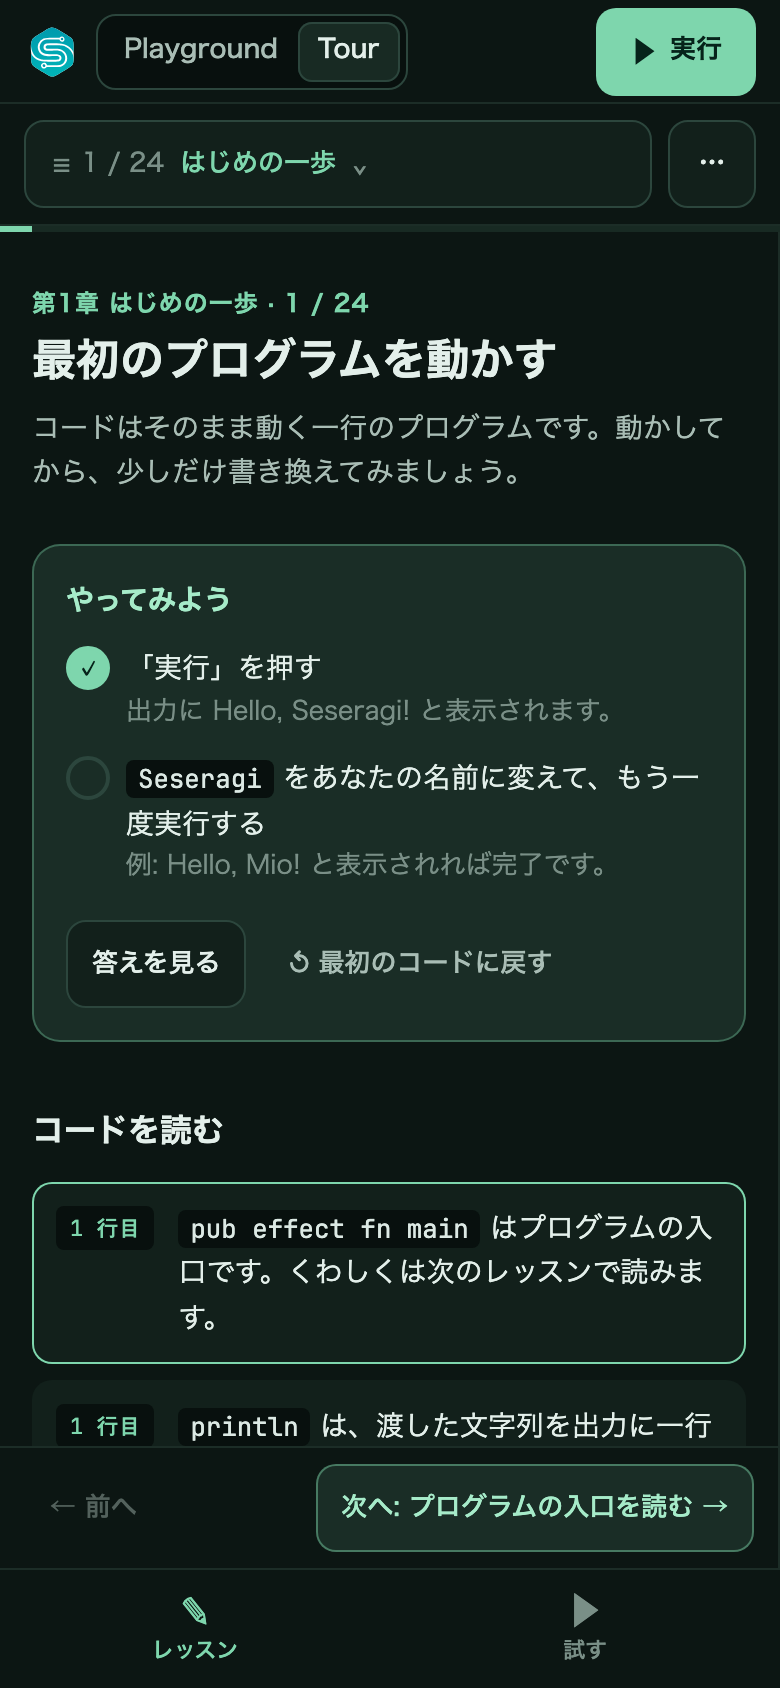 Playground Tour 実行
1 / 24 はじめの一歩
第1章 はじめの一歩 · 1 / 24
最初のプログラムを動かす
コードはそのまま動く一行のプログラムです。動かして
から、少しだけ書き換えてみましょう。
やってみよう
「実行」を押す
出力に Hello, Seseragi! と表示されます。
Seseragi をあなたの名前に変えて、もう一
度実行する
例: Hello, Mio! と表示されれば完了です。
答えを見る ↺ 最初のコードに戻す
コードを読む
1 行目 pub effect fn main はプログラムの入
口です。くわしくは次のレッスンで読みま
す。
1 行目 println は、渡した文字列を出力に一行
← 前へ 次へ: プログラムの入口を読む →
レッスン 試す